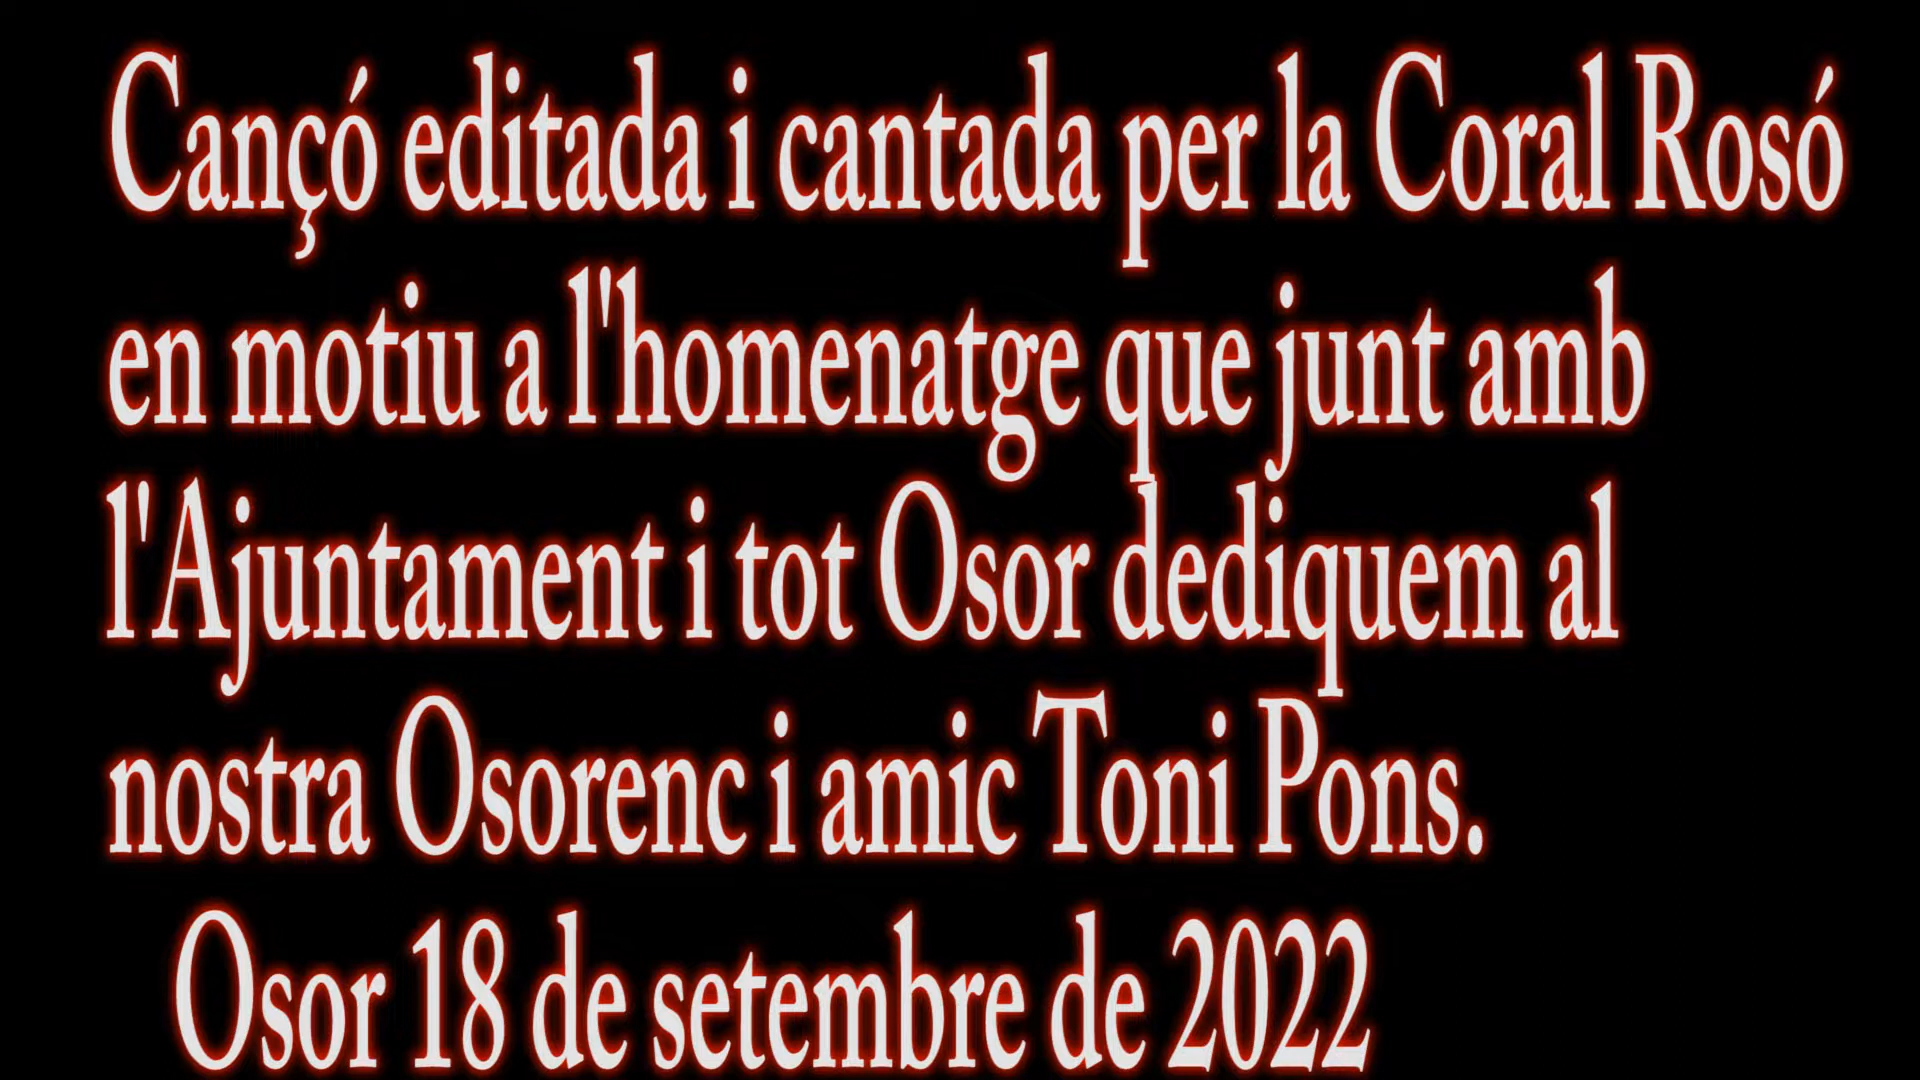 Cançó editada i cantada per la Coral Rosó
en motiu a l'homenatge que junt amb
l'Ajuntament i tot Osor dediquem al
nostra Osorenc i amic Toni Pons.
Osor 18 de setembre de 2022